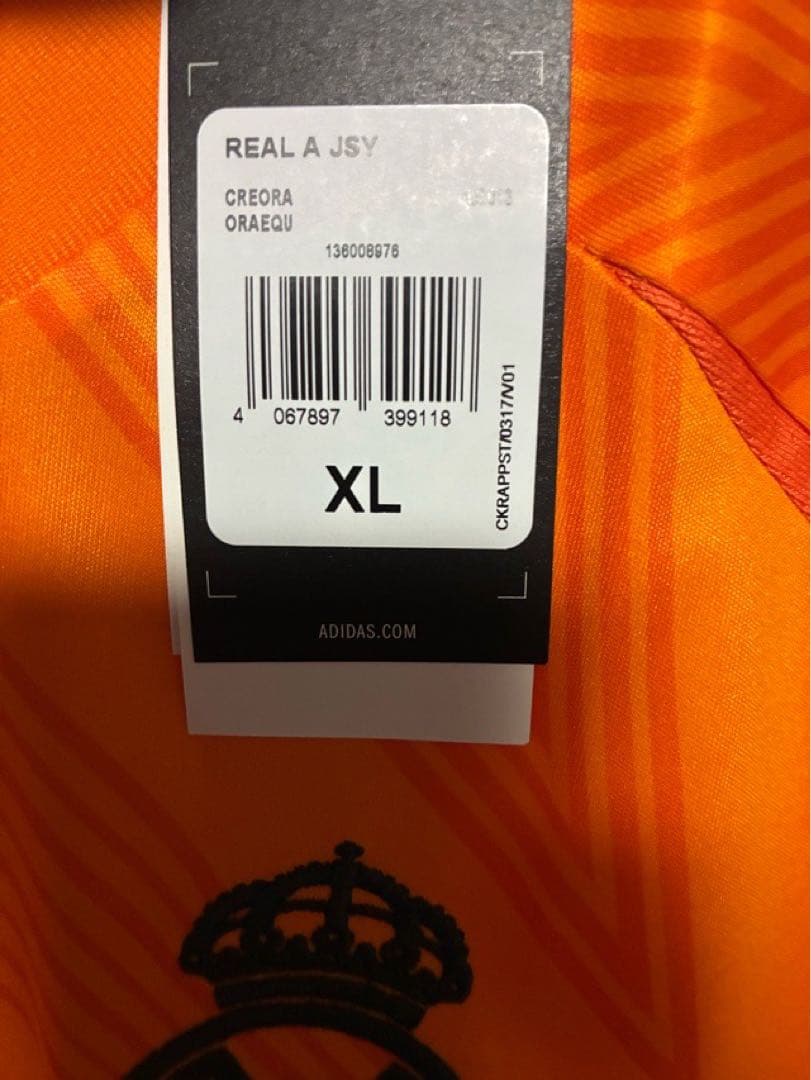 REAL A JSY
CREORA
ORAEQU
136008976
4 067897 399118
XL
CKRAPPST/0317/V01
ADIDAS.COM